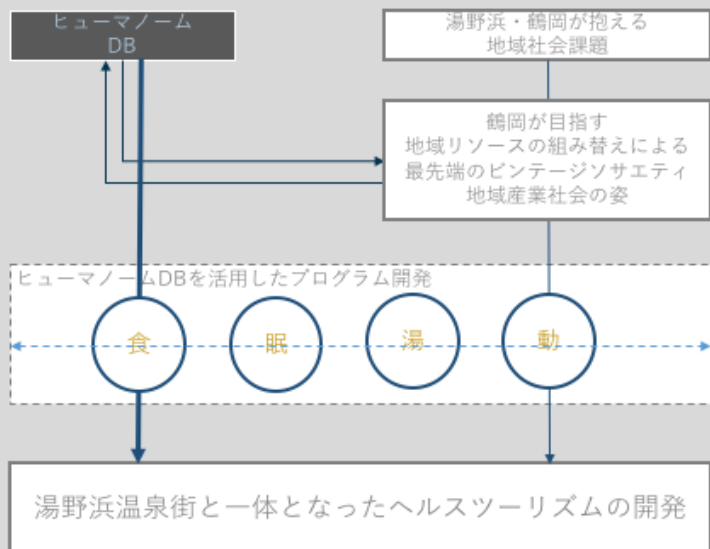 ヒューマノーム
DB
湯野浜・鶴岡が抱える
地域社会課題
鶴岡が目指す
地域リソースの組み替えによる
最先端のビンテージソサエティ
地域産業社会の姿
ヒューマノームDBを活用したプログラム開発
食 眠 湯 動
湯野浜温泉街と一体となったヘルスツーリズムの開発